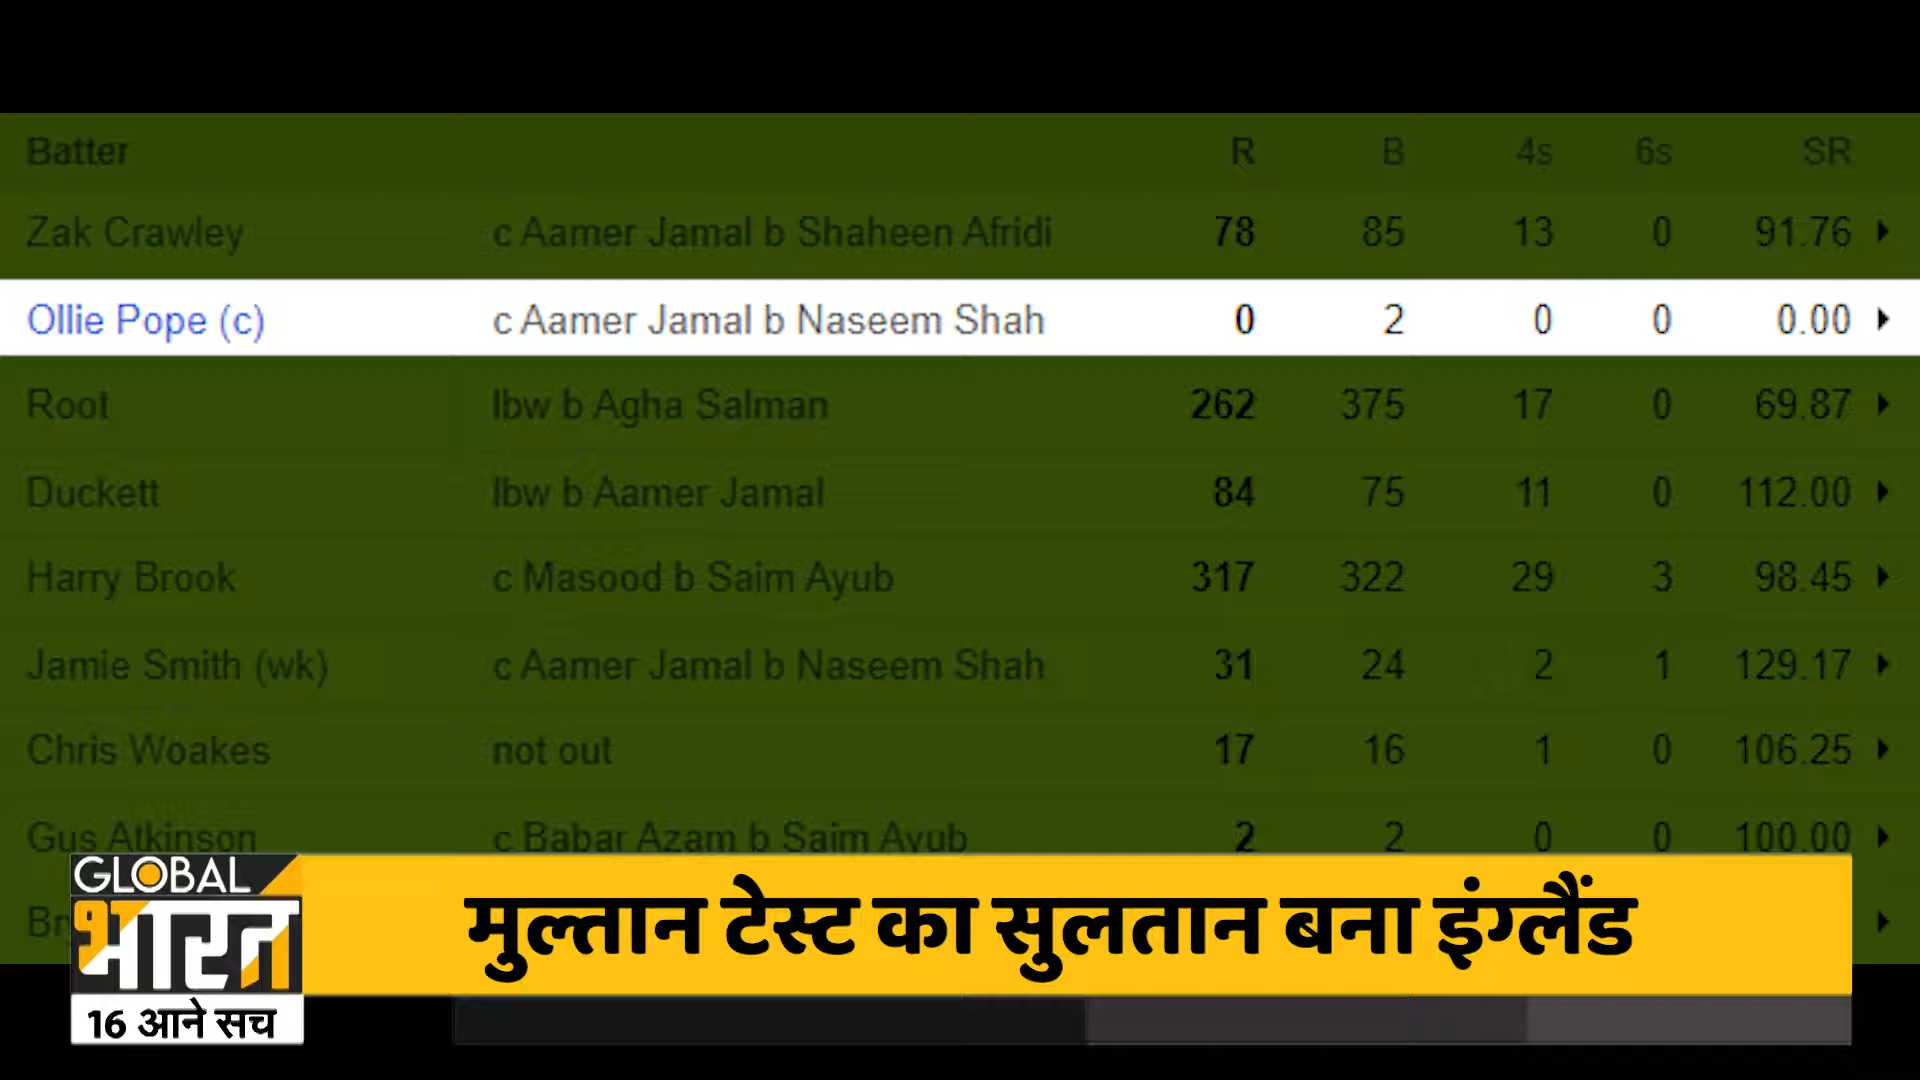 Batter R B 4s 6s SR
Zak Crawley c Aamer Jamal b Shaheen Afridi 78 85 13 0 91.76
Ollie Pope (c) c Aamer Jamal b Naseem Shah 0 2 0 0 0.00
Root lbw b Agha Salman 262 375 17 0 69.87
Duckett lbw b Aamer Jamal 84 75 11 0 112.00
Harry Brook c Masood b Saim Ayub 317 322 29 3 98.45
Jamie Smith (wk) c Aamer Jamal b Naseem Shah 31 24 2 1 129.17
Chris Woakes not out 17 16 1 0 106.25
Gus Atkinson c Babar Azam b Saim Ayub 2 2 0 0 100.00
GLOBAL
भारत
16 आने सच
मुल्तान टेस्ट का सुलतान बना इंग्लैंड